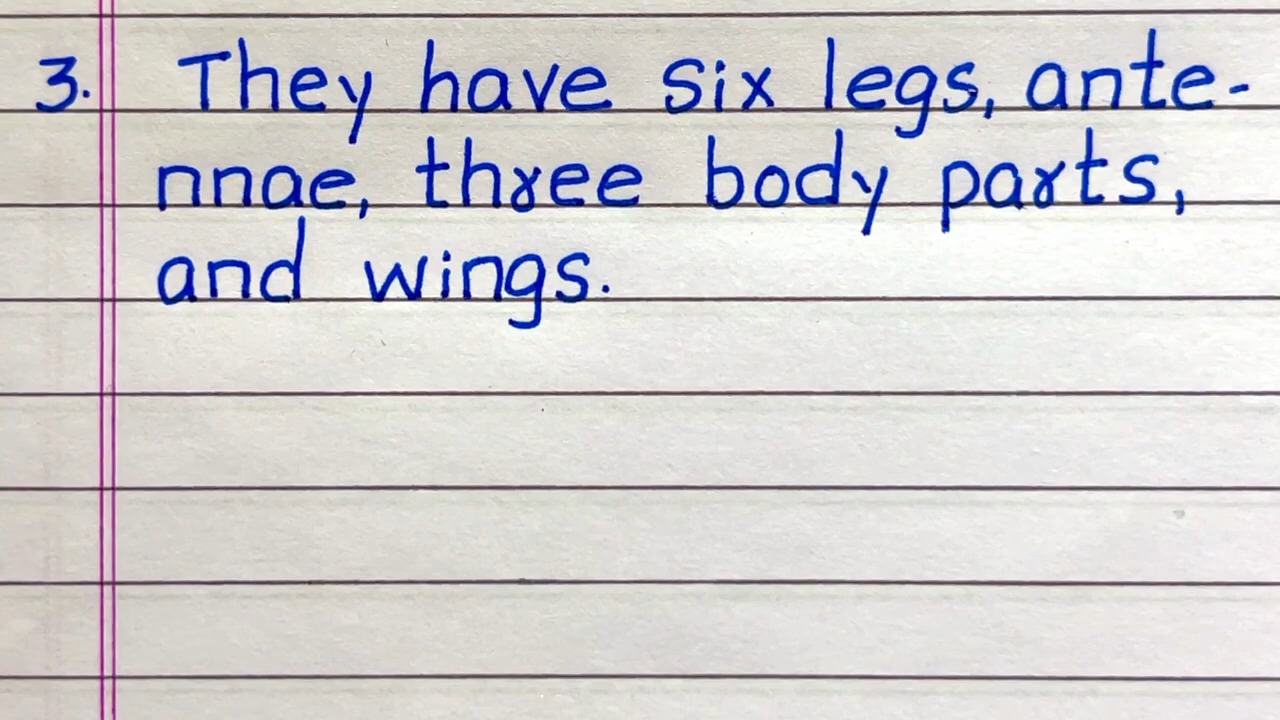 3. They have six legs, ante-
nnae, three body parts,
and wings.